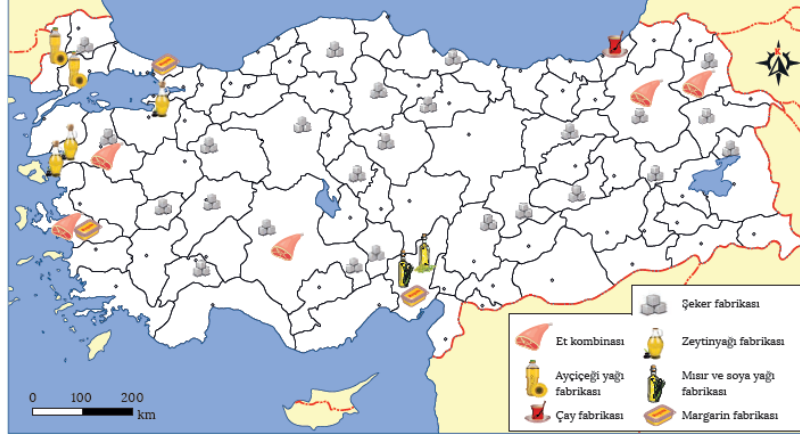 Şeker fabrikası
Et kombinası
Zeytinyağı fabrikası
Ayçiçeği yağı
fabrikası
Mısır ve soya yağı
fabrikası
Çay fabrikası
Margarin fabrikası
0 100 200
km